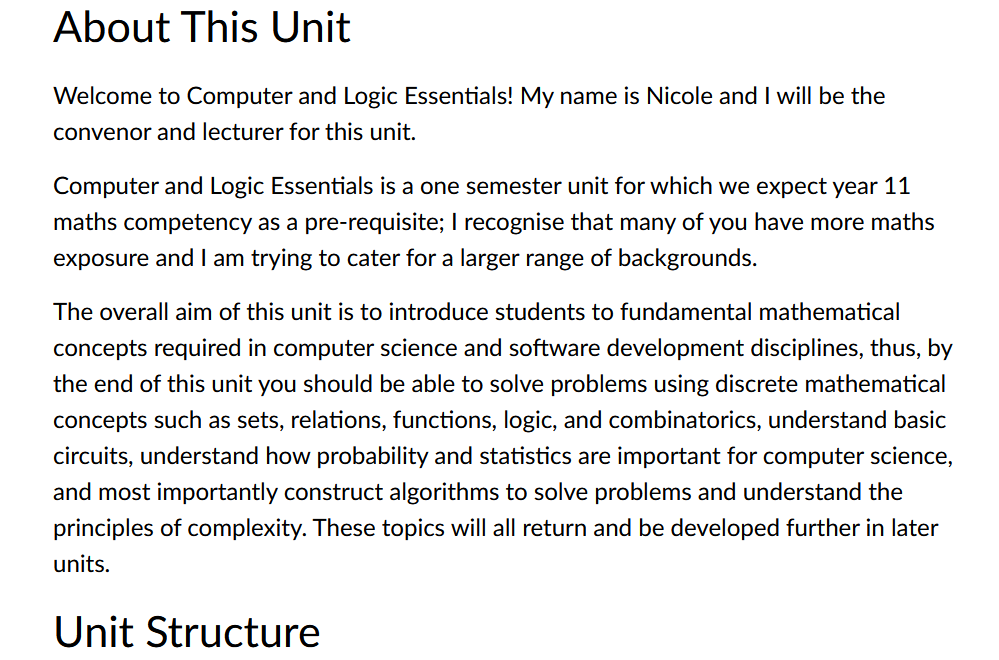 About This Unit
Welcome to Computer and Logic Essentials! My name is Nicole and I will be the
convenor and lecturer for this unit.
Computer and Logic Essentials is a one semester unit for which we expect year 11
maths competency as a pre-requisite; I recognise that many of you have more maths
exposure and I am trying to cater for a larger range of backgrounds.
The overall aim of this unit is to introduce students to fundamental mathematical
concepts required in computer science and software development disciplines, thus, by
the end of this unit you should be able to solve problems using discrete mathematical
concepts such as sets, relations, functions, logic, and combinatorics, understand basic
circuits, understand how probability and statistics are important for computer science,
and most importantly construct algorithms to solve problems and understand the
principles of complexity. These topics will all return and be developed further in later
units.
Unit Structure